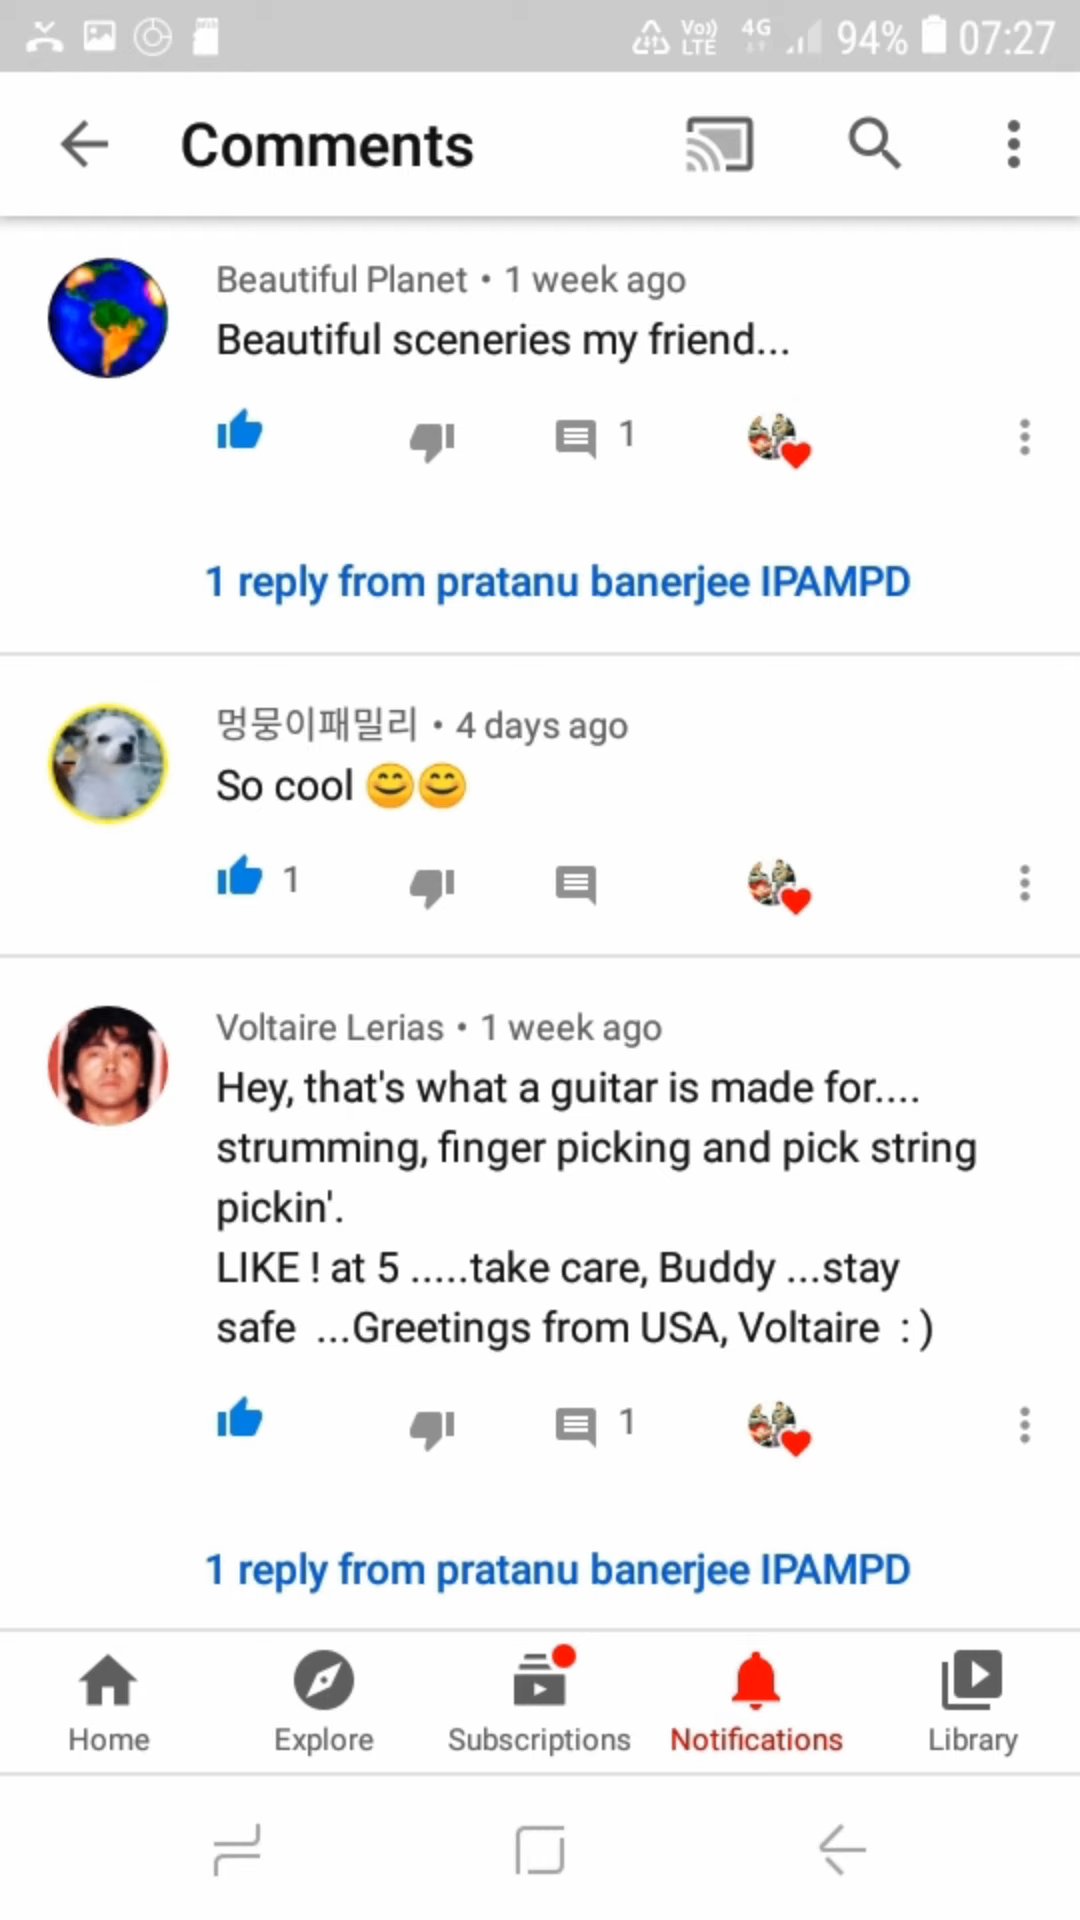 Vo)) LTE 4G 94% 07:27
Comments
Beautiful Planet • 1 week ago
Beautiful sceneries my friend...
1
1 reply from pratanu banerjee IPAMPD
멍뭉이패밀리 • 4 days ago
So cool 😊😊
1
Voltaire Lerias • 1 week ago
Hey, that's what a guitar is made for....
strumming, finger picking and pick string
pickin'.
LIKE ! at 5 .....take care, Buddy ...stay
safe  ...Greetings from USA, Voltaire  : )
1
1 reply from pratanu banerjee IPAMPD
Home Explore Subscriptions Notifications Library